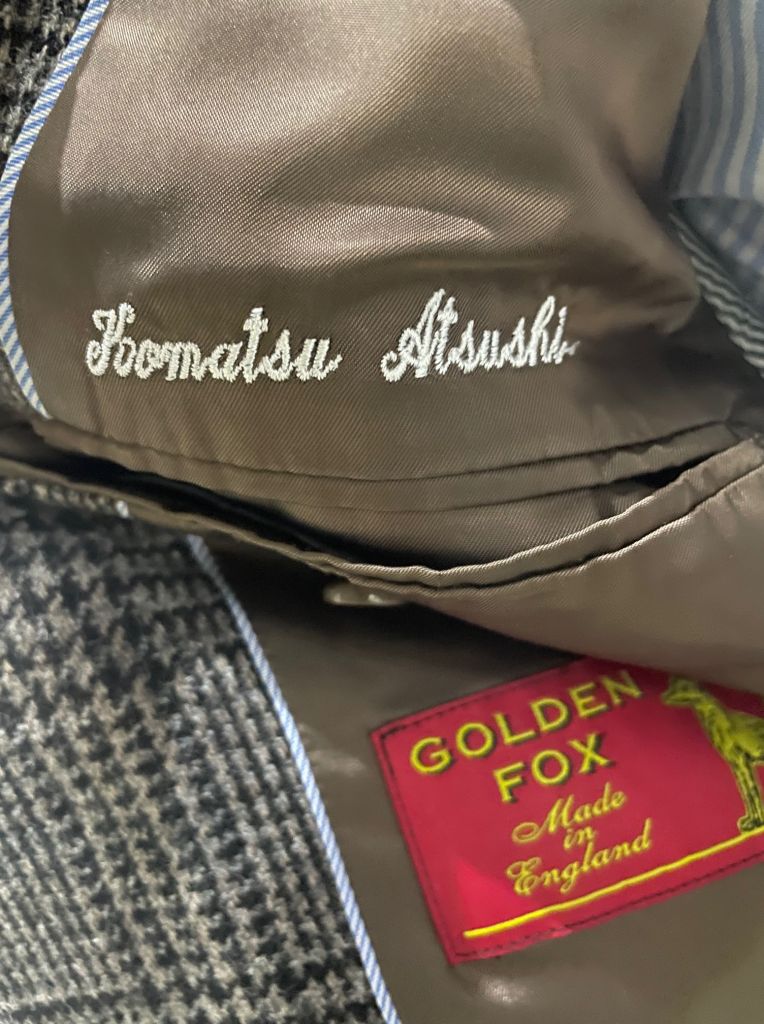 Komatsu Atsushi
GOLDEN
FOX
Made
in
England